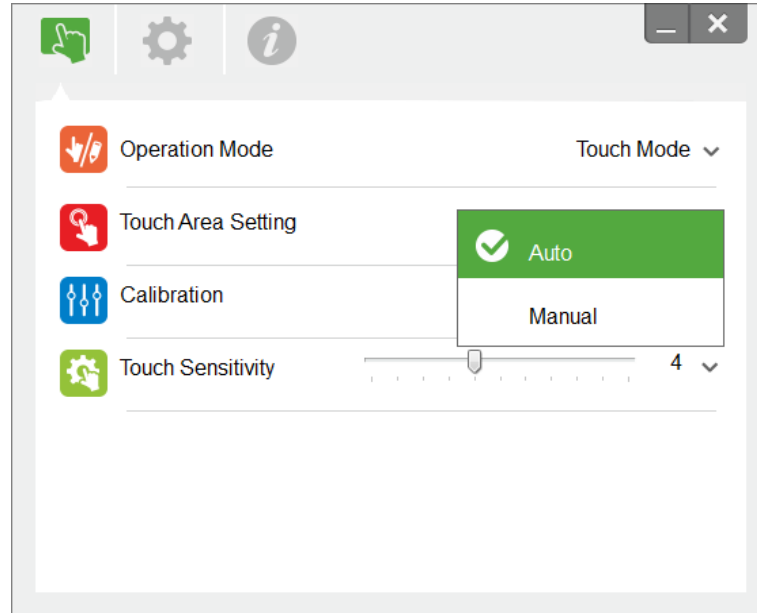 Operation Mode
Touch Mode
Touch Area Setting
Auto
Calibration
Manual
Touch Sensitivity
4